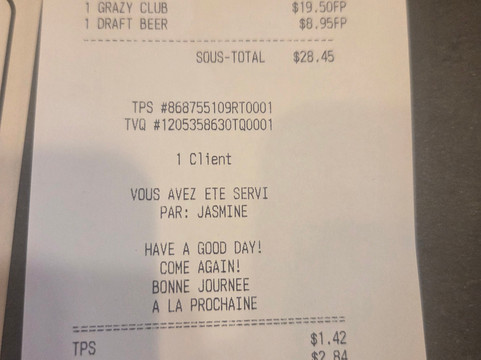 1 GRAZY CLUB $19.50FP
1 DRAFT BEER $8.95FP
SOUS-TOTAL $28.45
TPS #868755109RT0001
TVQ #1205358630TQ0001
1 Client
VOUS AVEZ ETE SERVI
PAR: JASMINE
HAVE A GOOD DAY!
COME AGAIN!
BONNE JOURNEE
A LA PROCHAINE
TPS $1.42
$2.84